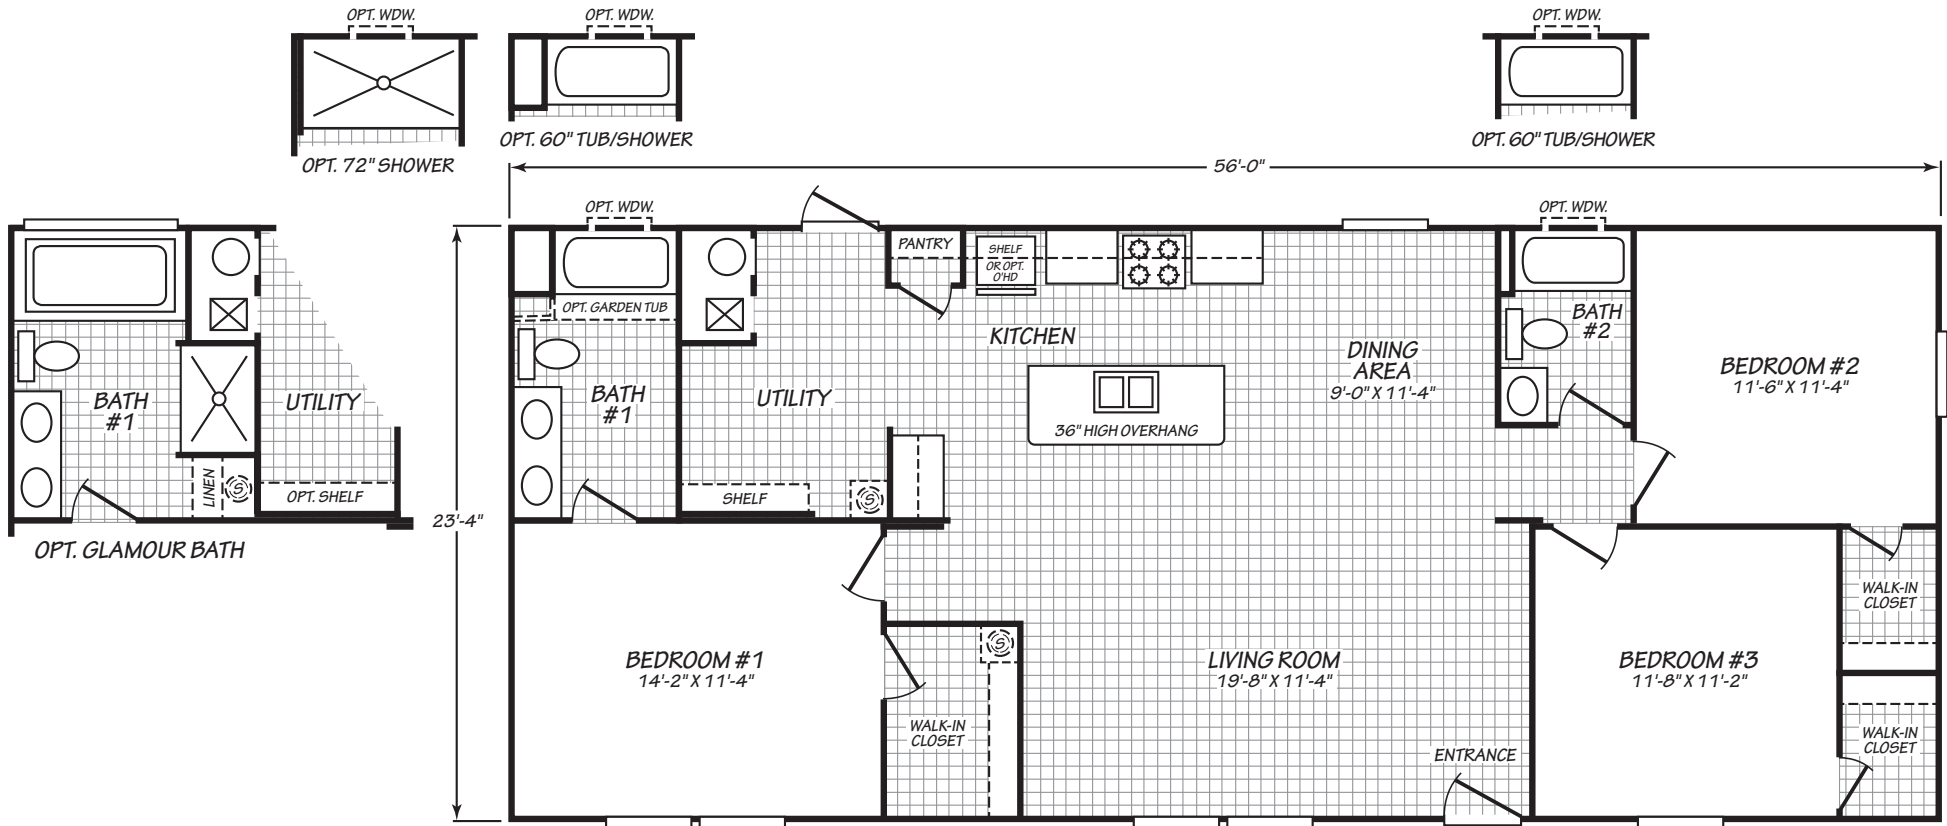 OPT. WDW.
OPT. WDW.
OPT. WDW.
OPT. 72" SHOWER
OPT. 60" TUB/SHOWER
OPT. 60" TUB/SHOWER
56'-0"
OPT. WDW.
OPT. WDW.
PANTRY
SHELF
OR OPT.
O'HD
OPT. GARDEN TUB
KITCHEN
BATH
#2
DINING
AREA
9'-0" X 11'-4"
BEDROOM #2
11'-6" X 11'-4"
BATH
#1
UTILITY
BATH
#1
UTILITY
36" HIGH OVERHANG
LINEN
S
OPT. SHELF
SHELF
S
23'-4"
OPT. GLAMOUR BATH
WALK-IN
CLOSET
S
BEDROOM #1
14'-2" X 11'-4"
LIVING ROOM
19'-8" X 11'-4"
BEDROOM #3
11'-8" X 11'-2"
WALK-IN
CLOSET
WALK-IN
CLOSET
ENTRANCE